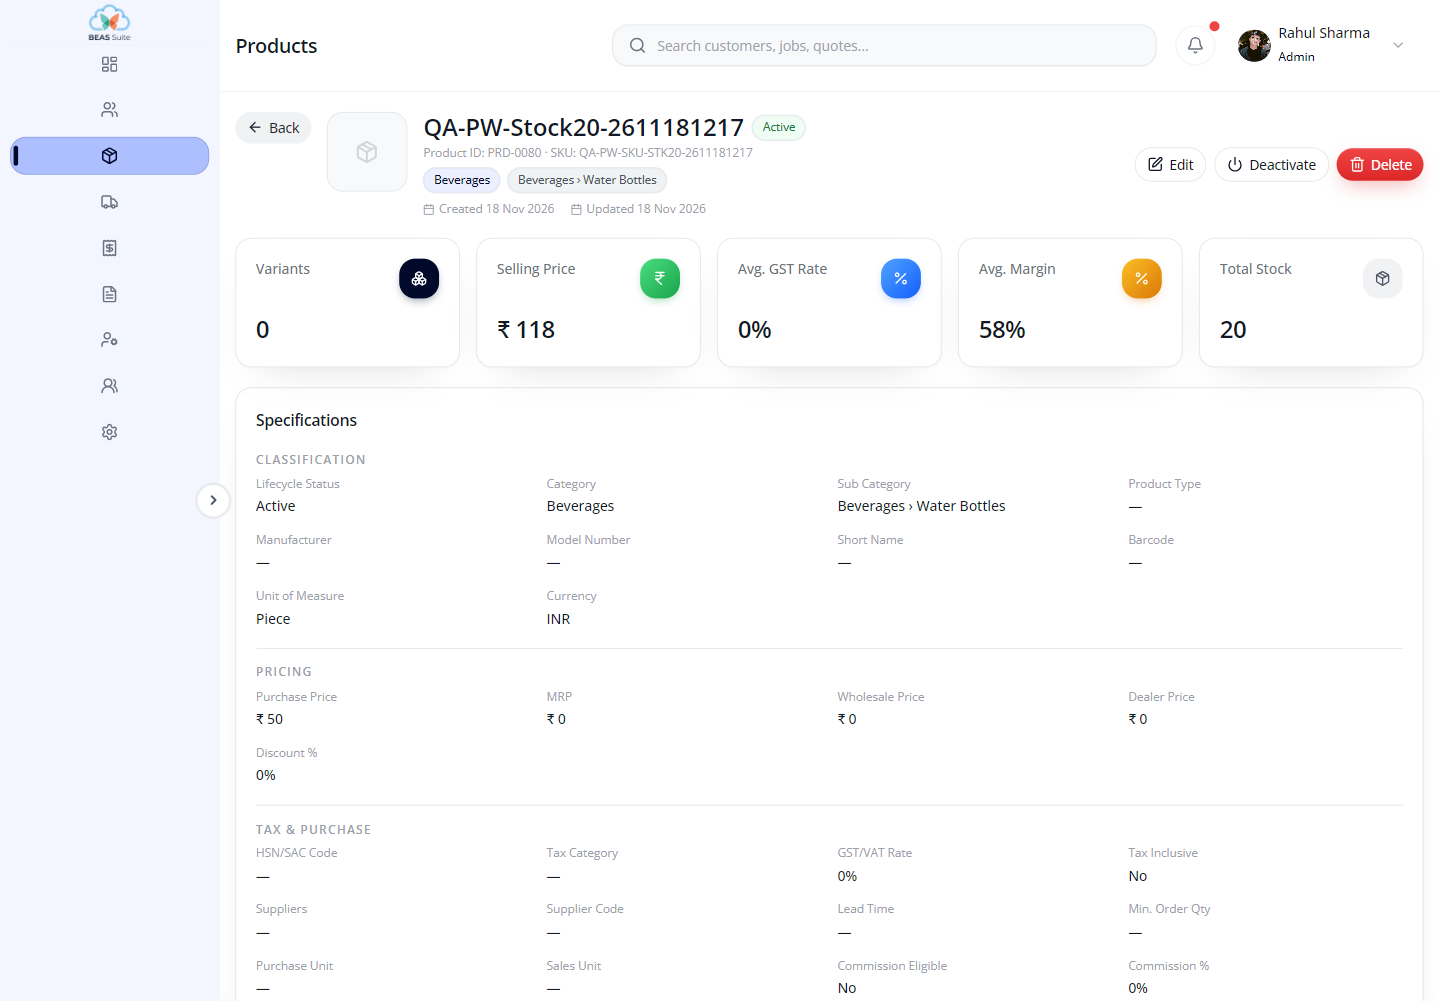 BEAS Suite
Products
Search customers, jobs, quotes...
Rahul Sharma
Admin
Back
QA-PW-Stock20-2611181217
Active
Product ID: PRD-0080 · SKU: QA-PW-SKU-STK20-2611181217
Beverages
Beverages › Water Bottles
Created 18 Nov 2026
Updated 18 Nov 2026
Edit
Deactivate
Delete
Variants
0
Selling Price
₹
₹ 118
Avg. GST Rate
%
0%
Avg. Margin
%
58%
Total Stock
20
Specifications
CLASSIFICATION
Lifecycle Status
Active
Category
Beverages
Sub Category
Beverages › Water Bottles
Product Type
—
Manufacturer
—
Model Number
—
Short Name
—
Barcode
—
Unit of Measure
Piece
Currency
INR
PRICING
Purchase Price
₹ 50
MRP
₹ 0
Wholesale Price
₹ 0
Dealer Price
₹ 0
Discount %
0%
TAX & PURCHASE
HSN/SAC Code
—
Tax Category
—
GST/VAT Rate
0%
Tax Inclusive
No
Suppliers
—
Supplier Code
—
Lead Time
—
Min. Order Qty
—
Purchase Unit
—
Sales Unit
—
Commission Eligible
No
Commission %
0%